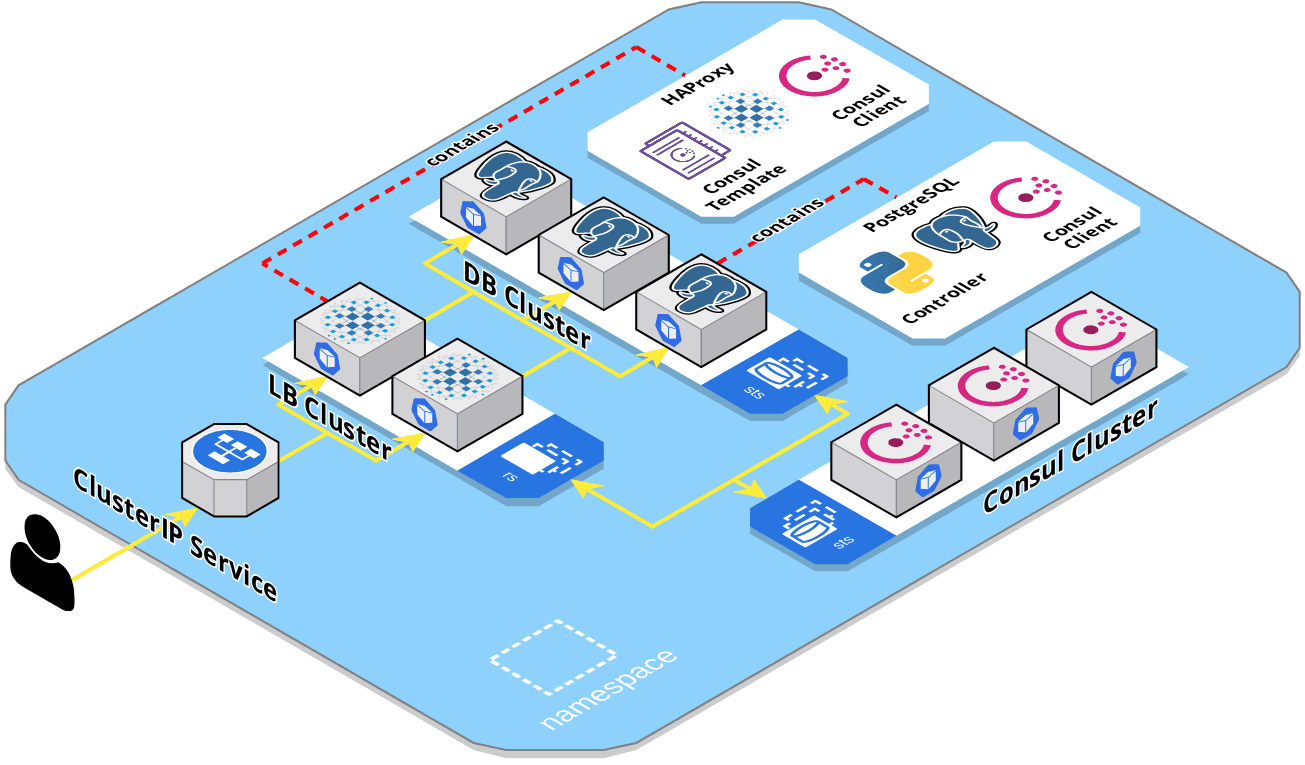 HAProxy
Consul
Client
Consul
Template
contains
PostgreSQL
Consul
Client
Controller
contains
DB Cluster
sts
LB Cluster
rs
Consul Cluster
sts
ClusterIP Service
namespace